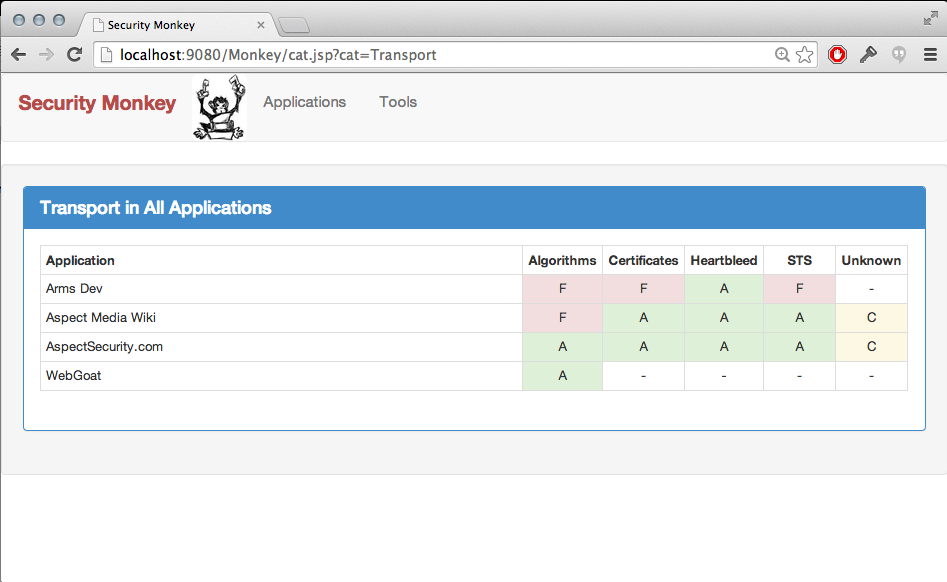 Security Monkey
localhost:9080/Monkey/cat.jsp?cat=Transport
Security Monkey Applications Tools
Transport in All Applications
Application Algorithms Certificates Heartbleed STS Unknown
Arms Dev F F A F -
Aspect Media Wiki F A A A C
AspectSecurity.com A A A A C
WebGoat A - - - -